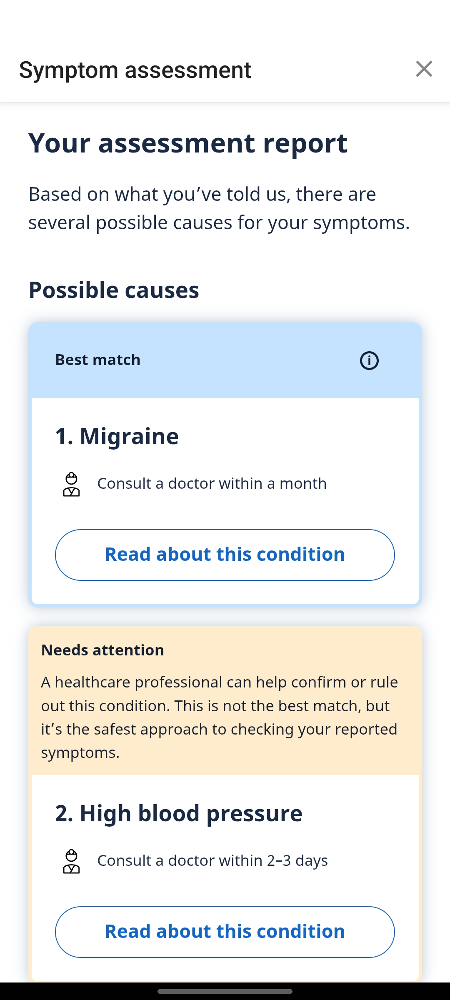 Symptom assessment
Your assessment report
Based on what you’ve told us, there are
several possible causes for your symptoms.
Possible causes
Best match
1. Migraine
Consult a doctor within a month
Read about this condition
Needs attention
A healthcare professional can help confirm or rule
out this condition. This is not the best match, but
it’s the safest approach to checking your reported
symptoms.
2. High blood pressure
Consult a doctor within 2–3 days
Read about this condition